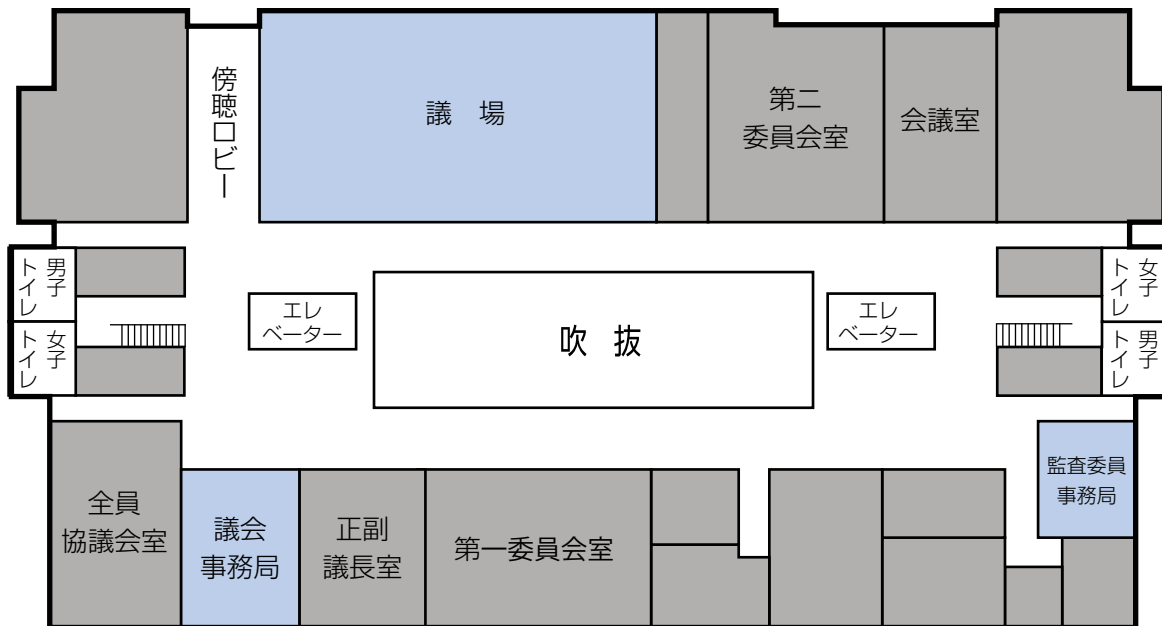 傍聴ロビー
議　場
第二
委員会室
会議室
男子
トイレ
女子
トイレ
エレ
ベーター
吹　抜
エレ
ベーター
女子
トイレ
男子
トイレ
全員
協議会室
議会
事務局
正副
議長室
第一委員会室
監査委員
事務局